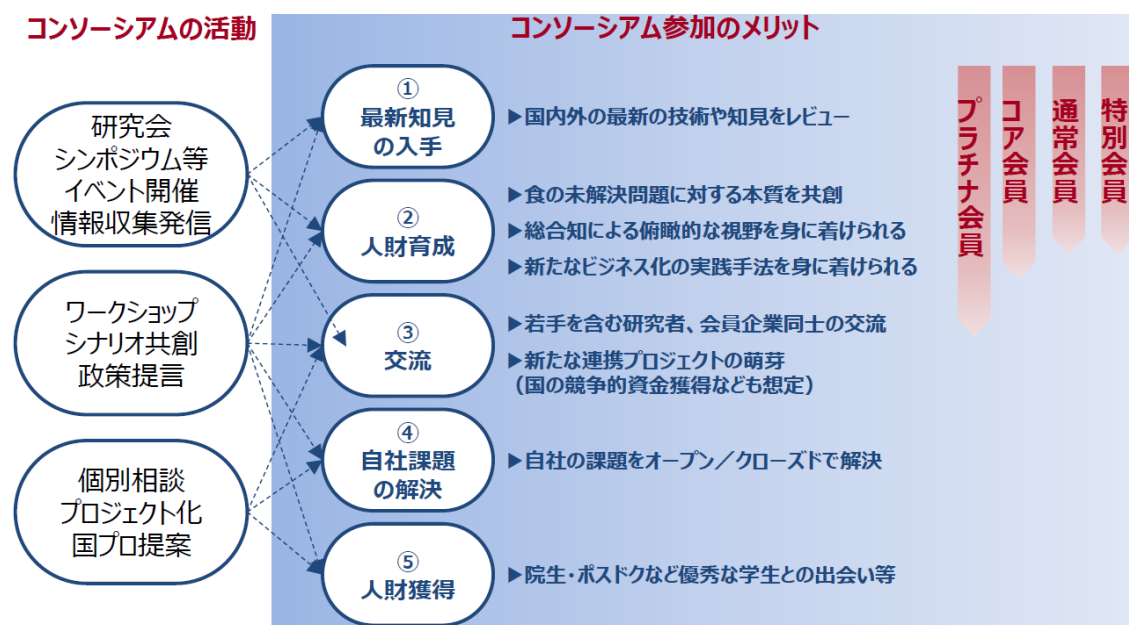 コンソーシアムの活動
コンソーシアム参加のメリット
研究会
シンポジウム等
イベント開催
情報収集発信
ワークショップ
シナリオ共創
政策提言
個別相談
プロジェクト化
国プロ提案
①
最新知見
の入手
▶国内外の最新の技術や知見をレビュー
②
人財育成
▶食の未解決問題に対する本質を共創
▶総合知による俯瞰的な視野を身に着けられる
▶新たなビジネス化の実践手法を身に着けられる
③
交流
▶若手を含む研究者、会員企業同士の交流
▶新たな連携プロジェクトの萌芽
（国の競争的資金獲得なども想定）
④
自社課題
の解決
▶自社の課題をオープン／クローズドで解決
⑤
人財獲得
▶院生・ポスドクなど優秀な学生との出会い等
プラチナ会員
コア会員
通常会員
特別会員